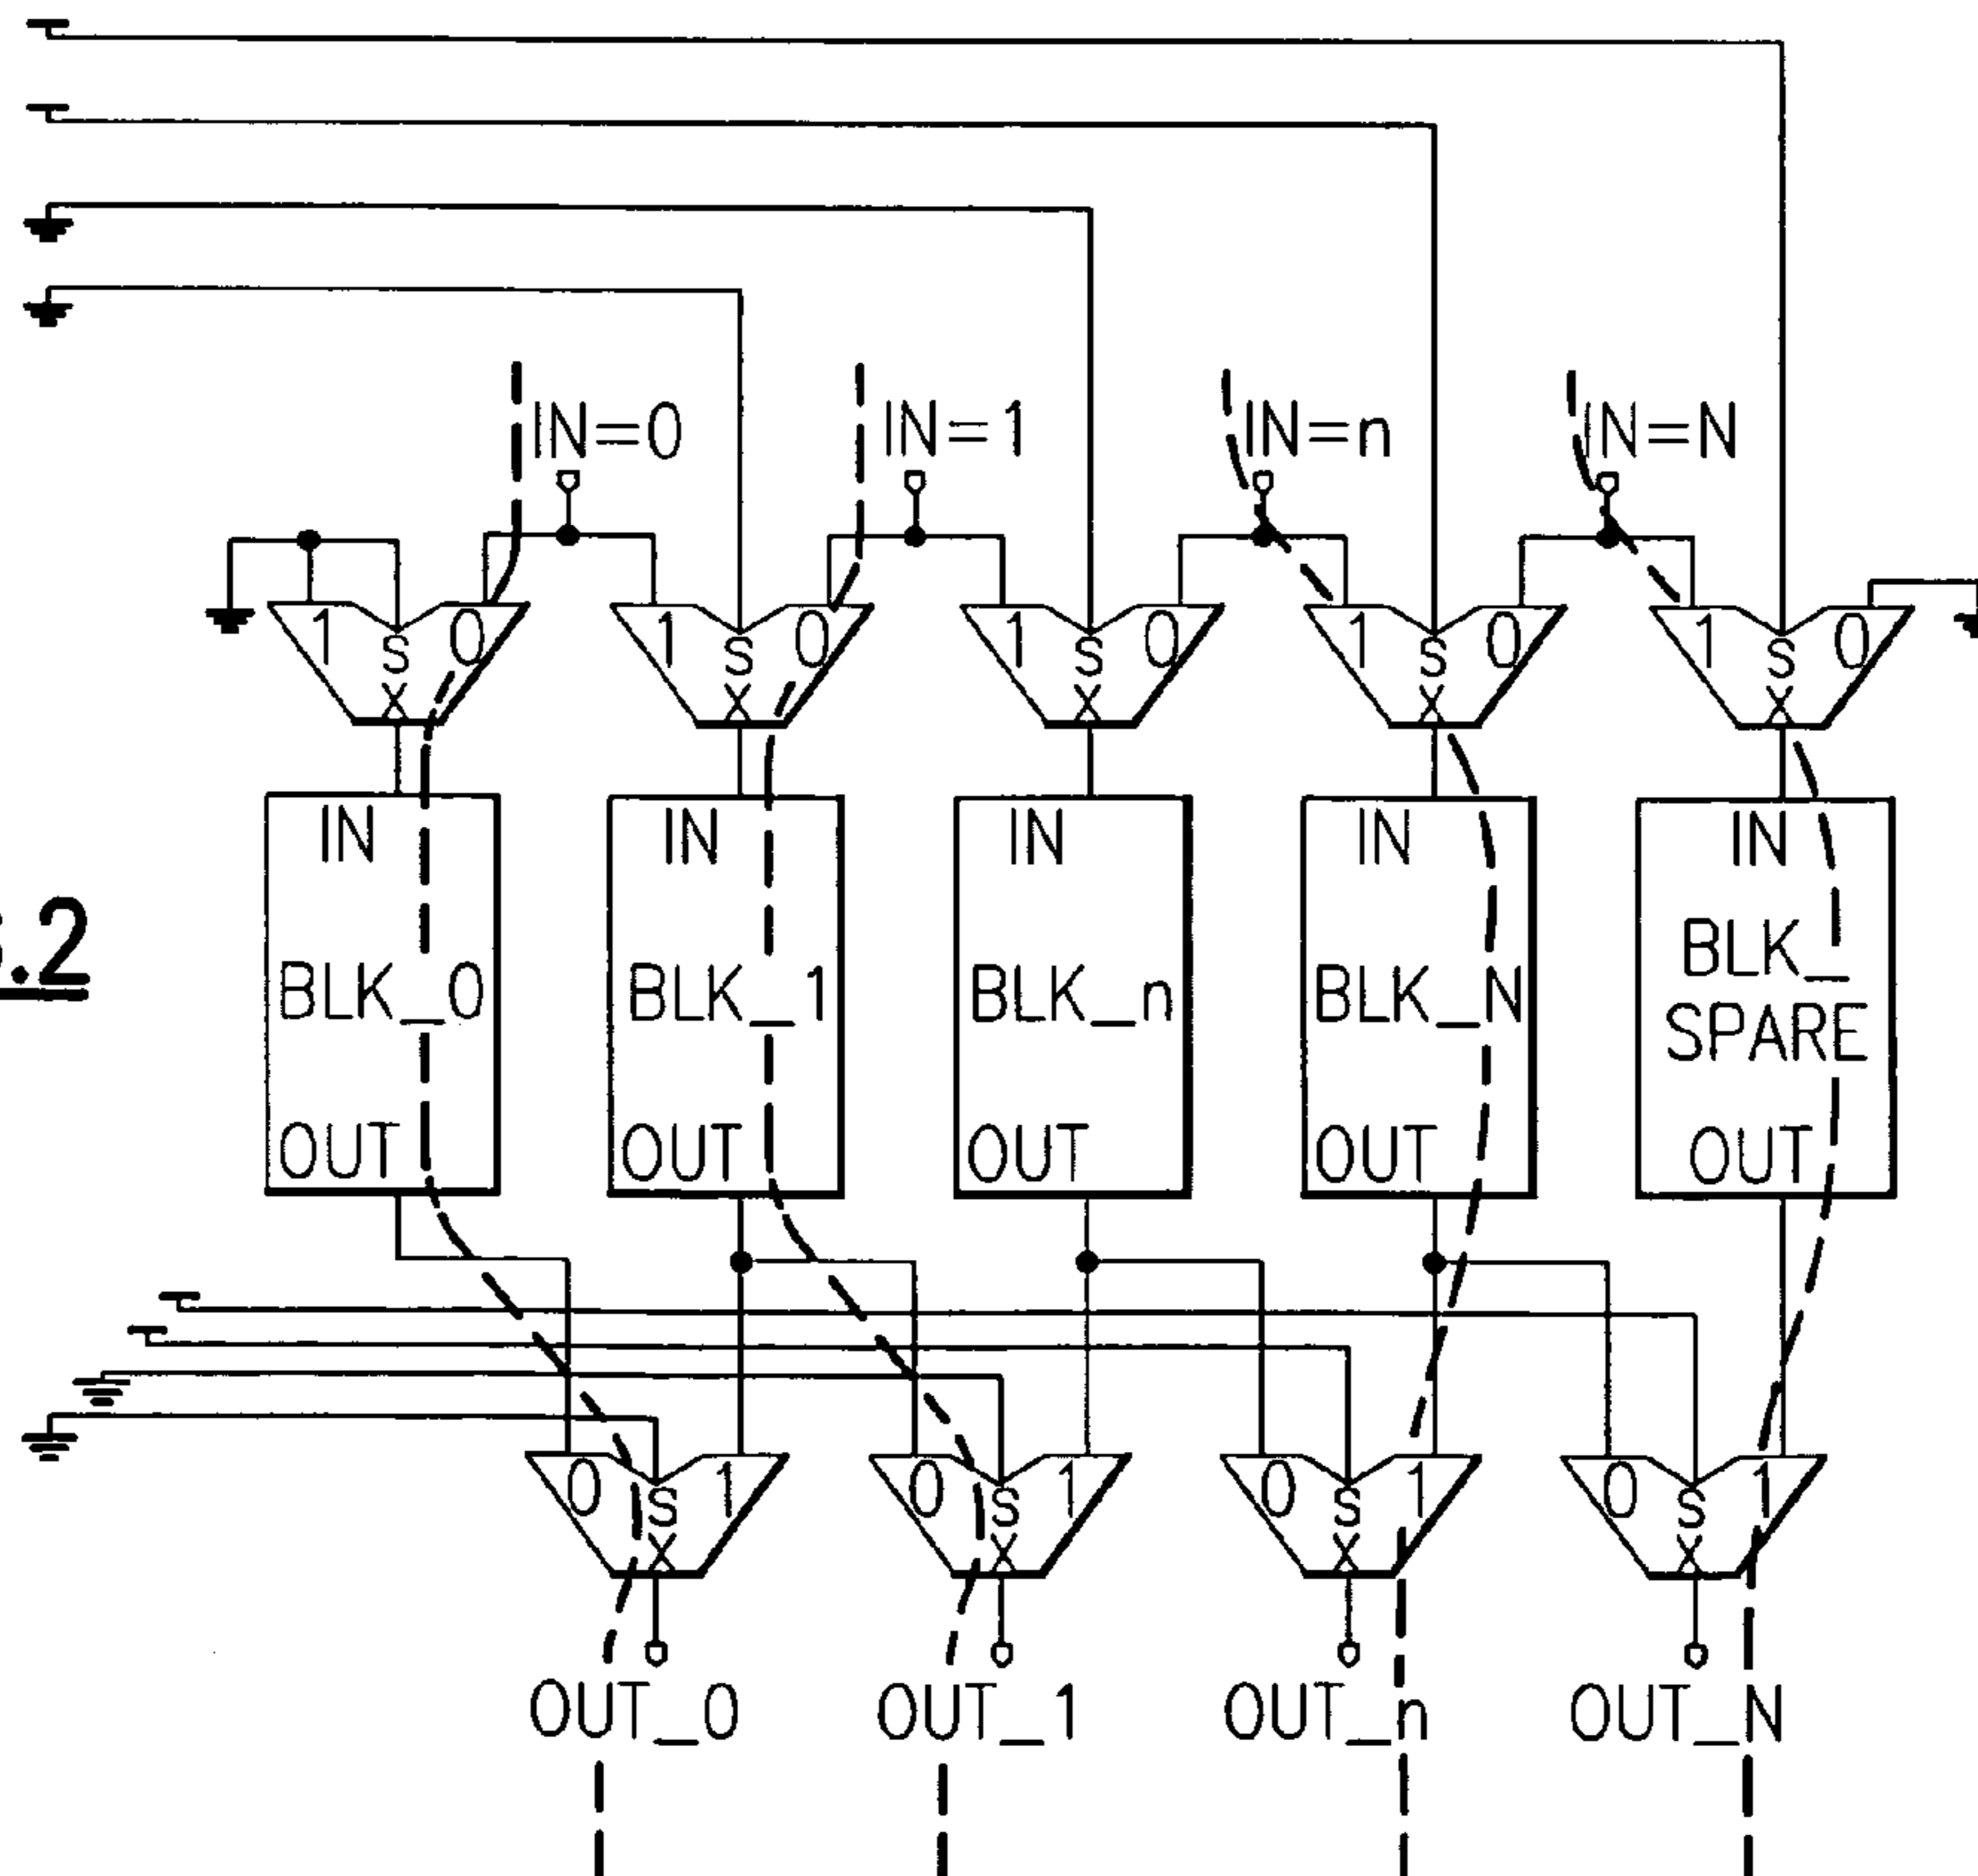 IN=0 IN=1 IN=n IN=N
1 S 0 1 S 0 1 S 0 1 S 0 1 S 0
X X X X X
IN IN IN IN IN
BLK_
.2
BLK_0 BLK_1 BLK_n BLK_N
SPARE
OUT OUT OUT OUT OUT
0 S 1 0 S 1 0 S 1 0 S 1
X X X X
OUT_0 OUT_1 OUT_n OUT_N